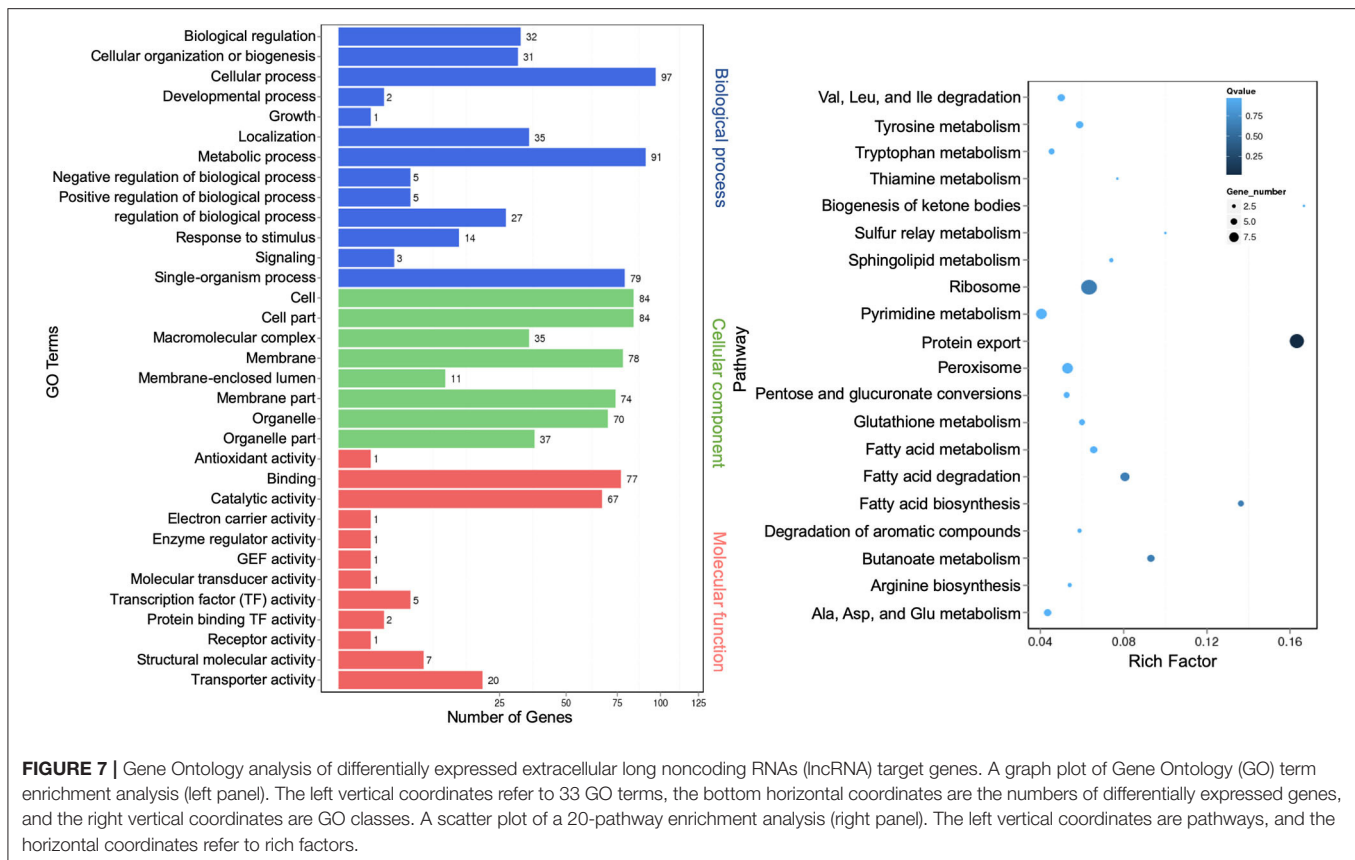 Biological regulation 32
Cellular organization or biogenesis 31
Cellular process 97
Developmental process 2
Growth 1
Localization 35
Metabolic process 91
Negative regulation of biological process 5
Positive regulation of biological process 5
regulation of biological process 27
Response to stimulus 14
Signaling 3
Single-organism process 79
Cell 84
Cell part 84
Macromolecular complex 35
Membrane 78
Membrane-enclosed lumen 11
Membrane part 74
Organelle 70
Organelle part 37
Antioxidant activity 1
Binding 77
Catalytic activity 67
Electron carrier activity 1
Enzyme regulator activity 1
GEF activity 1
Molecular transducer activity 1
Transcription factor (TF) activity 5
Protein binding TF activity 2
Receptor activity 1
Structural molecular activity 7
Transporter activity 20
GO Terms
25 50 75 100 125
Number of Genes
Biological process
Cellular component
Molecular function
Pathway
Val, Leu, and Ile degradation
Tyrosine metabolism
Tryptophan metabolism
Thiamine metabolism
Biogenesis of ketone bodies
Sulfur relay metabolism
Sphingolipid metabolism
Ribosome
Pyrimidine metabolism
Protein export
Peroxisome
Pentose and glucuronate conversions
Glutathione metabolism
Fatty acid metabolism
Fatty acid degradation
Fatty acid biosynthesis
Degradation of aromatic compounds
Butanoate metabolism
Arginine biosynthesis
Ala, Asp, and Glu metabolism
0.04 0.08 0.12 0.16
Rich Factor
Qvalue
0.75
0.50
0.25
Gene_number
2.5
5.0
7.5
FIGURE 7 | Gene Ontology analysis of differentially expressed extracellular long noncoding RNAs (lncRNA) target genes. A graph plot of Gene Ontology (GO) term
enrichment analysis (left panel). The left vertical coordinates refer to 33 GO terms, the bottom horizontal coordinates are the numbers of differentially expressed genes,
and the right vertical coordinates are GO classes. A scatter plot of a 20-pathway enrichment analysis (right panel). The left vertical coordinates are pathways, and the
horizontal coordinates refer to rich factors.